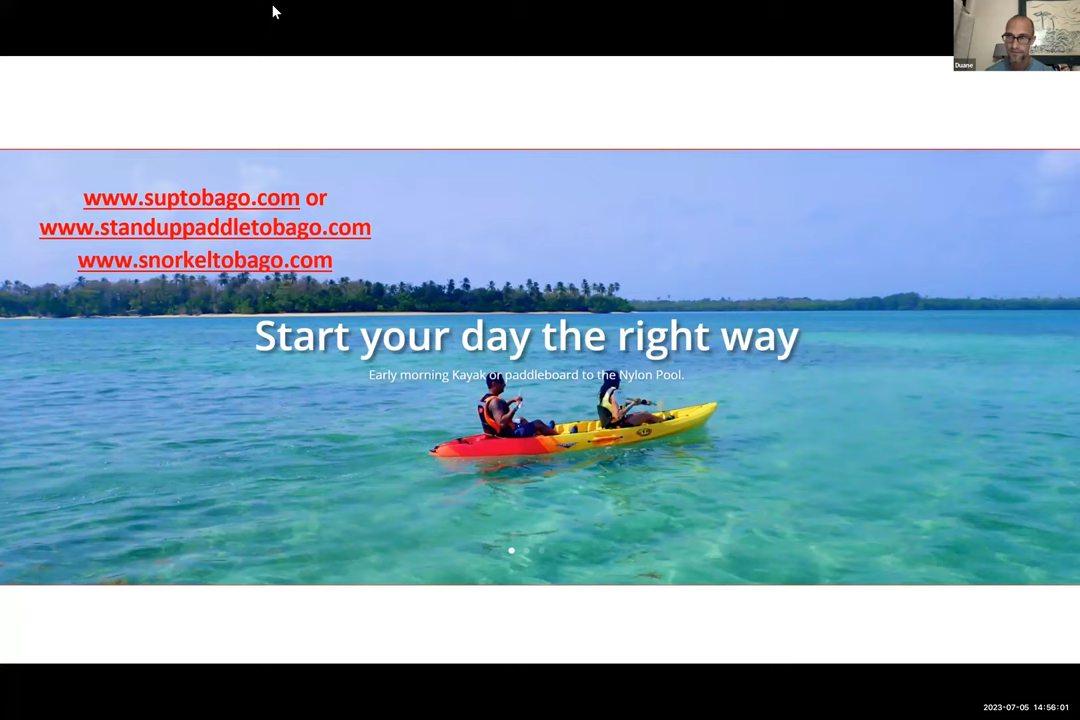 Duane
www.suptobago.com or
www.standuppaddletobago.com
www.snorkeltobago.com
Start your day the right way
Early morning Kayak or paddleboard to the Nylon Pool.
2023-07-05 14:56:01